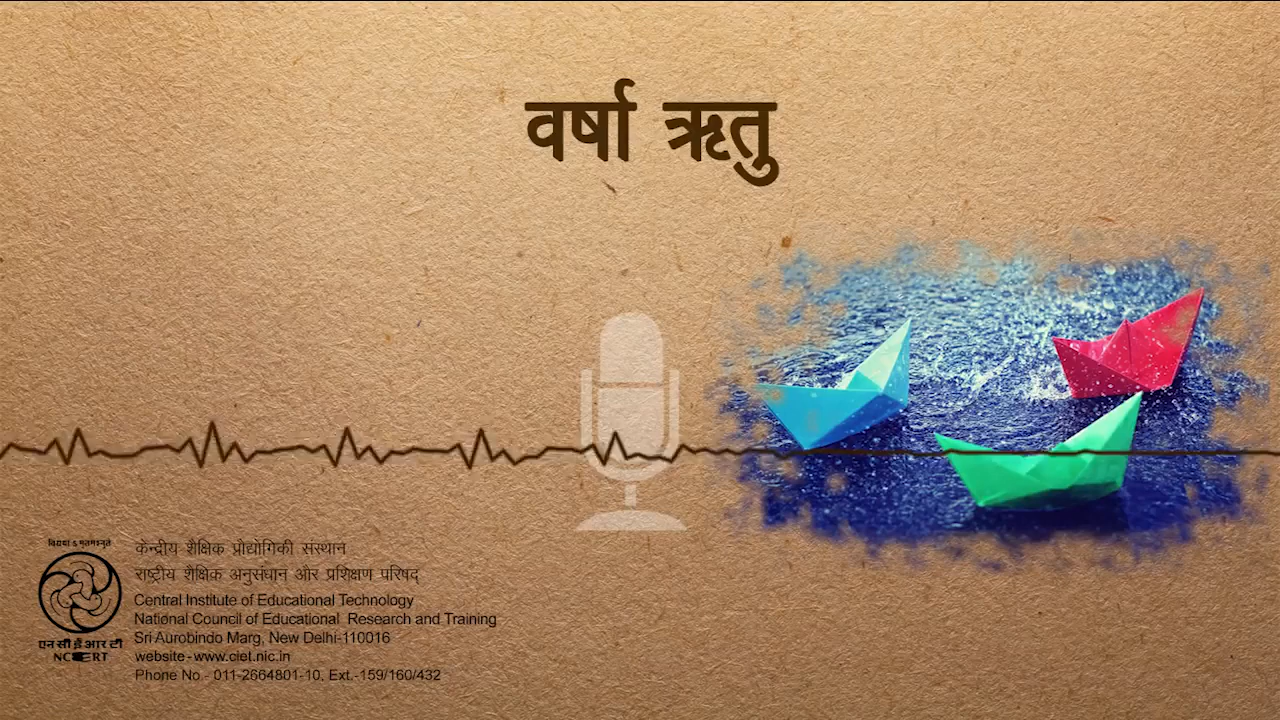 वर्षा ऋतु
विद्यया ऽ मृतमश्नुते
एन सी ई आर टी
NCERT
केन्द्रीय शैक्षिक प्रौद्योगिकी संस्थान
राष्ट्रीय शैक्षिक अनुसंधान और प्रशिक्षण परिषद्
Central Institute of Educational Technology
National Council of Educational Research and Training
Sri Aurobindo Marg, New Delhi-110016
website - www.ciet.nic.in
Phone No - 011-2664801-10, Ext.-159/160/432